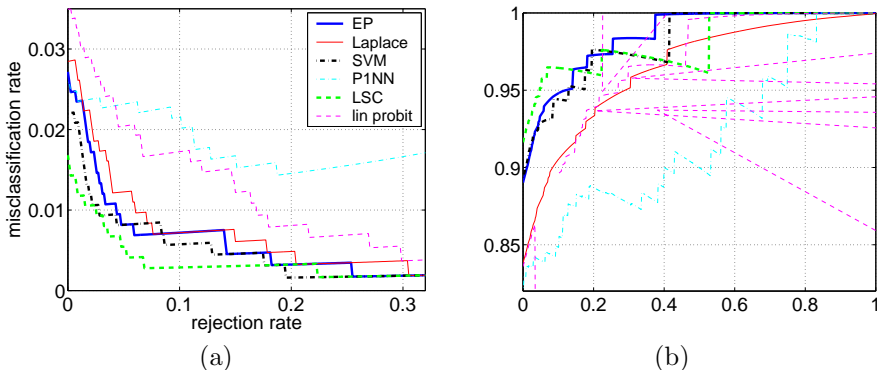 misclassification rate
0.03
0.02
0.01
0
0
0.1
0.2
0.3
rejection rate
EP
Laplace
SVM
P1NN
LSC
lin probit
(a)
1
0.95
0.9
0.85
0
0.2
0.4
0.6
0.8
1
(b)